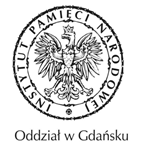 INSTYTUT PAMIĘCI NARODOWEJ
Oddział w Gdańsku